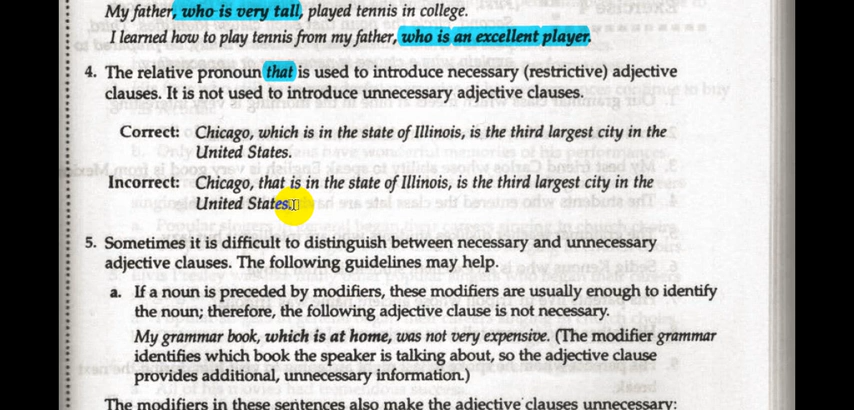 My father, who is very tall, played tennis in college.
I learned how to play tennis from my father, who is an excellent player.
4. The relative pronoun that is used to introduce necessary (restrictive) adjective
clauses. It is not used to introduce unnecessary adjective clauses.
Correct: Chicago, which is in the state of Illinois, is the third largest city in the
United States.
Incorrect: Chicago, that is in the state of Illinois, is the third largest city in the
United States.
5. Sometimes it is difficult to distinguish between necessary and unnecessary
adjective clauses. The following guidelines may help.
a. If a noun is preceded by modifiers, these modifiers are usually enough to identify
the noun; therefore, the following adjective clause is not necessary.
My grammar book, which is at home, was not very expensive. (The modifier grammar
identifies which book the speaker is talking about, so the adjective clause
provides additional, unnecessary information.)
The modifiers in these sentences also make the adjective clauses unnecessary: